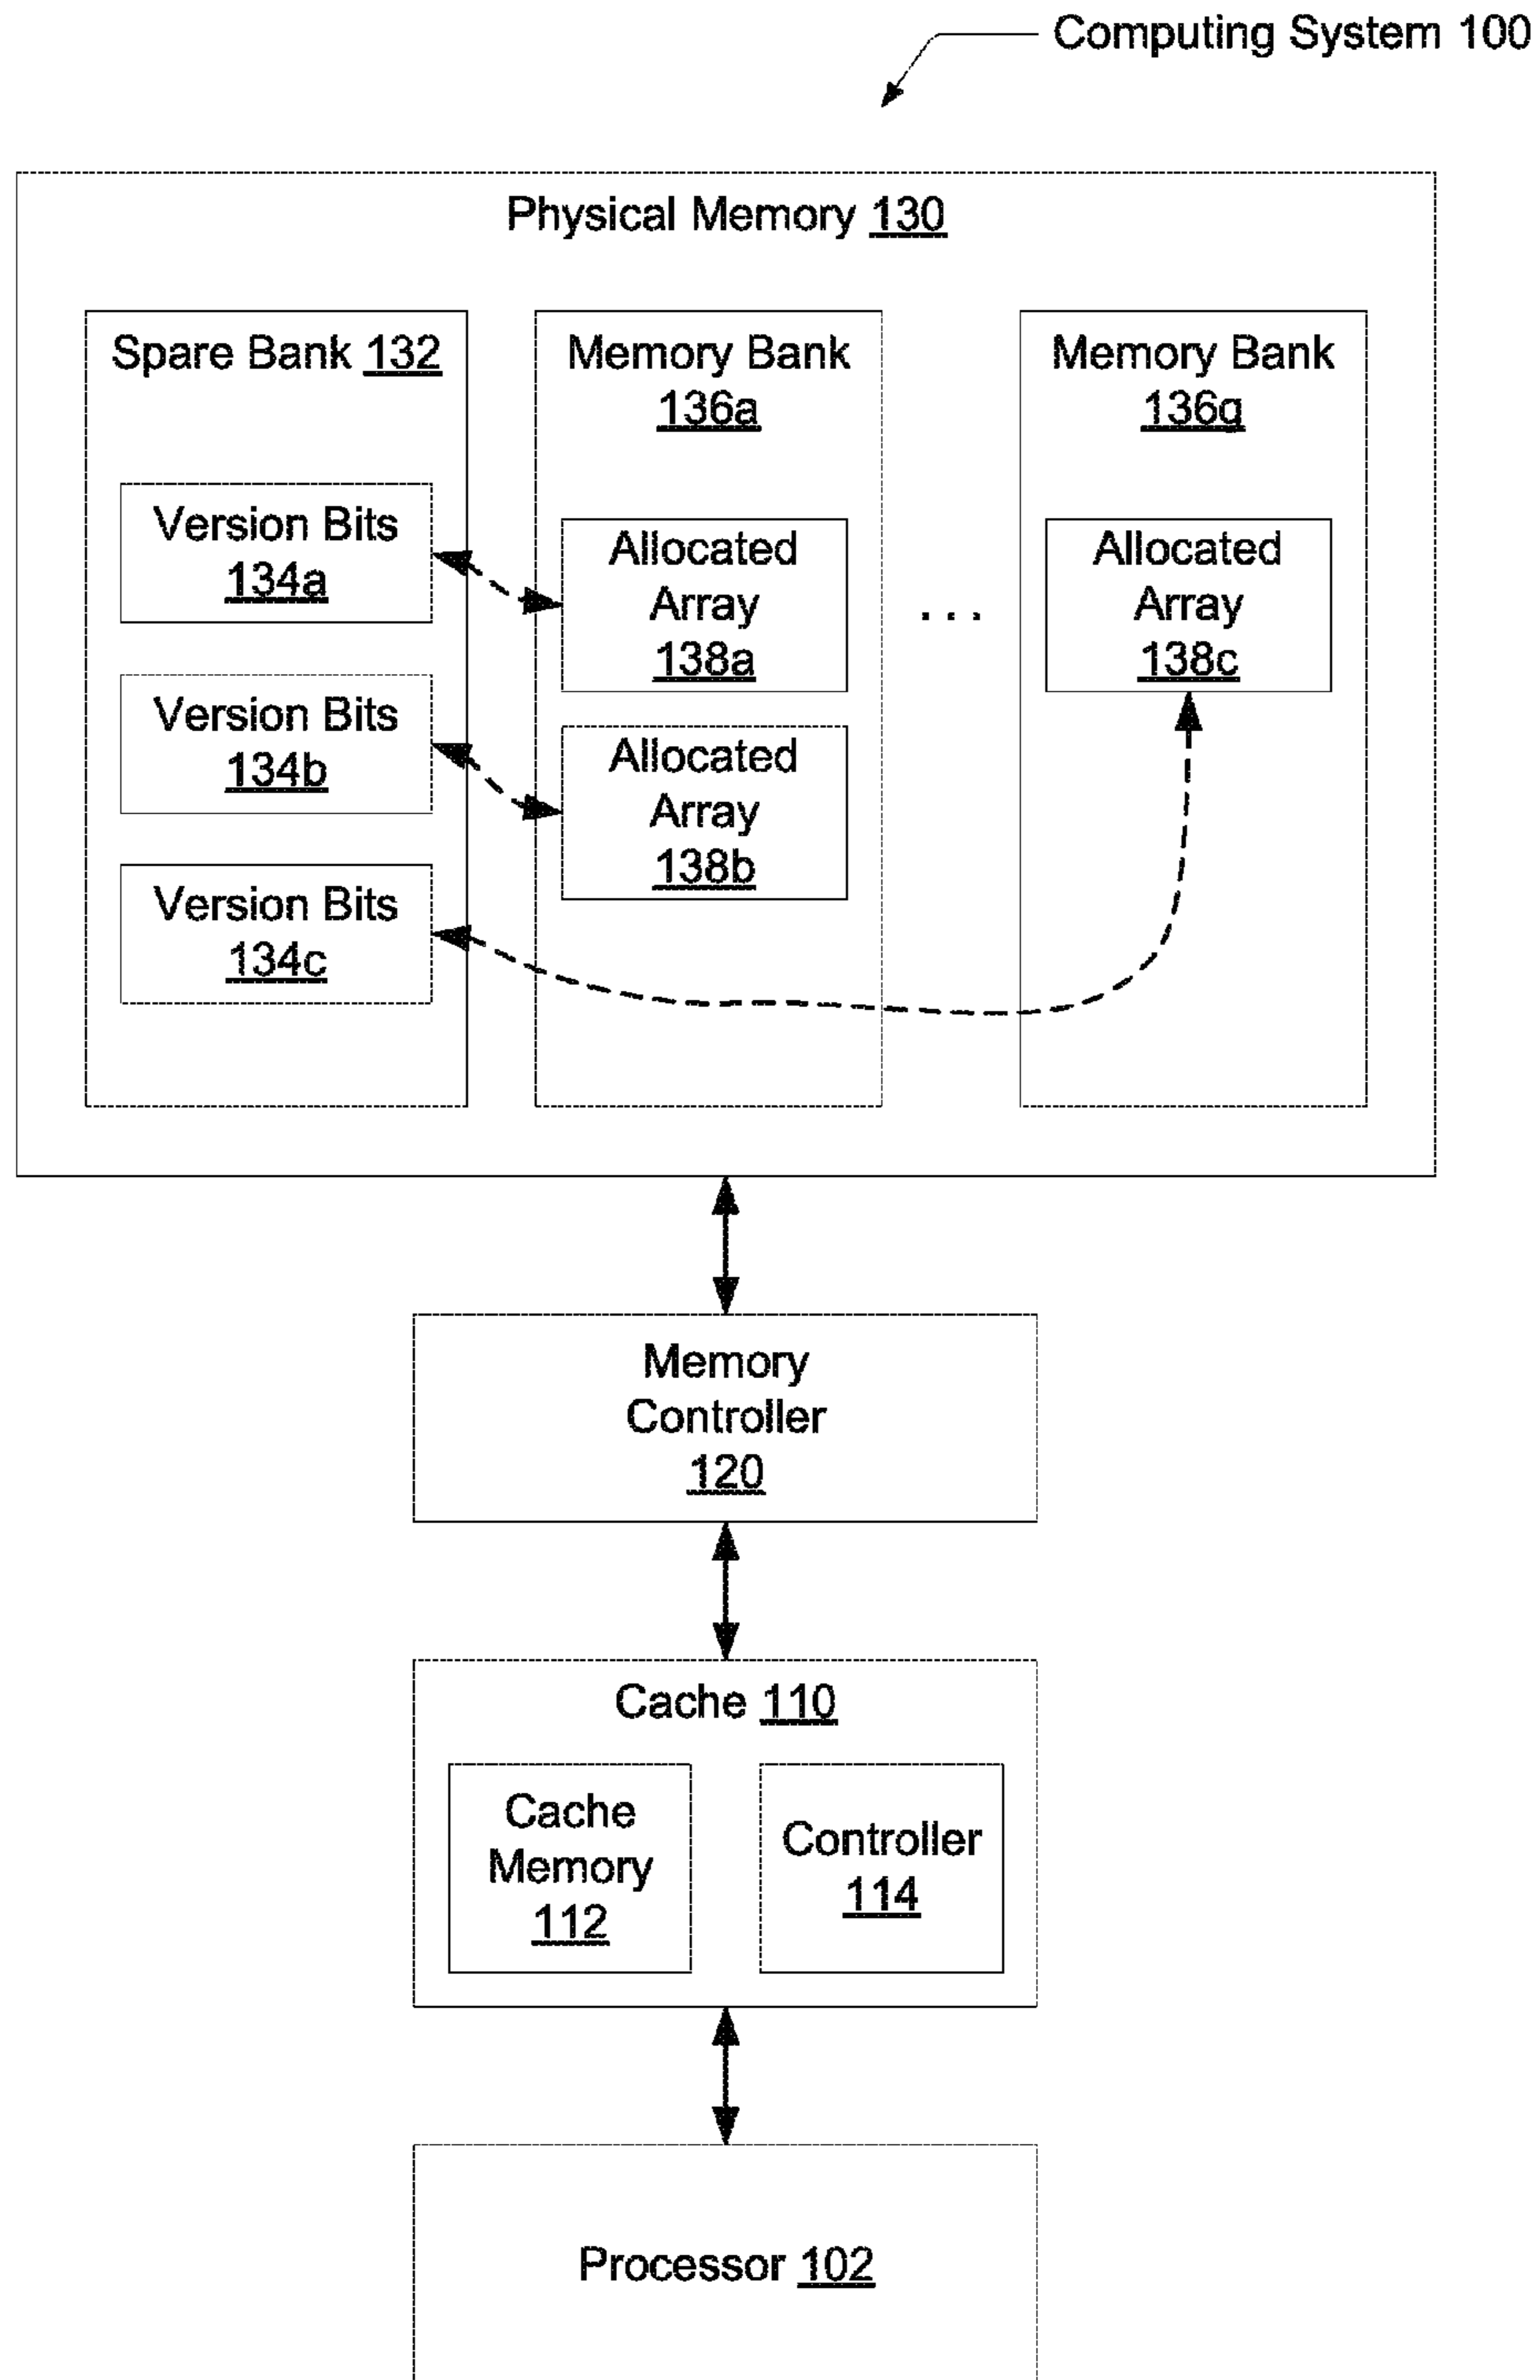 Computing System 100
Physical Memory 130
Spare Bank 132
Version Bits
134a
Version Bits
134b
Version Bits
134c
Memory Bank
136a
Allocated
Array
138a
Allocated
Array
138b
. . .
Memory Bank
136g
Allocated
Array
138c
Memory
Controller
120
Cache 110
Cache
Memory
112
Controller
114
Processor 102